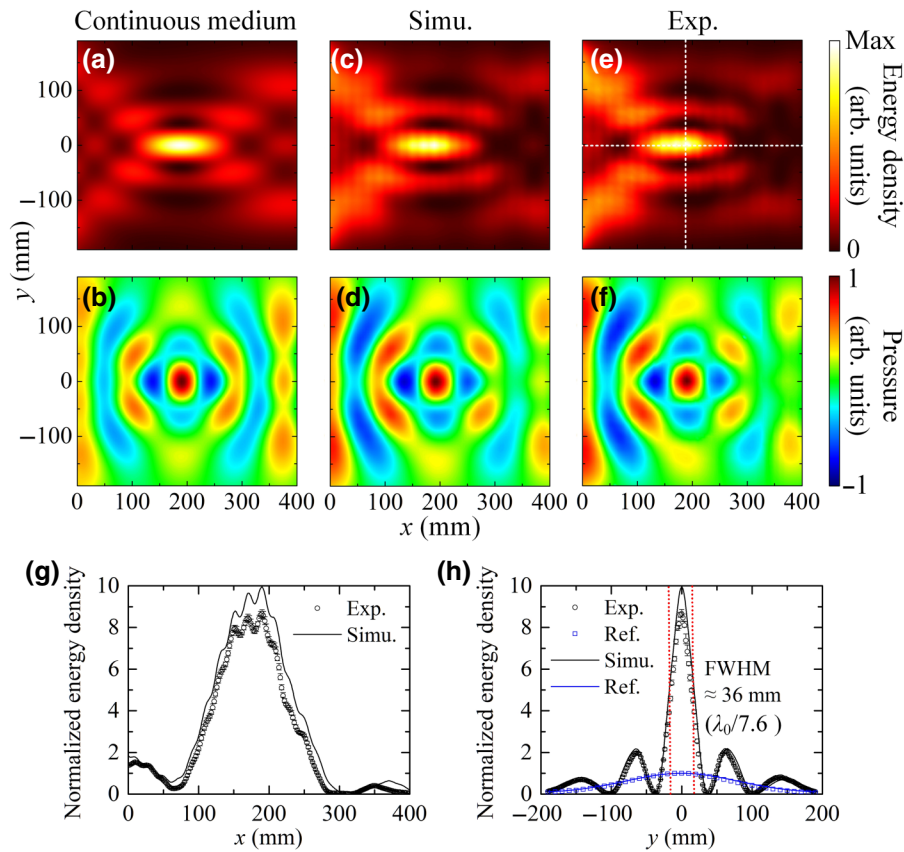 Continuous medium
Simu.
Exp.
(a)
(c)
(e)
Max
0
Energy density
(arb. units)
100
0
−100
y (mm)
(b)
(d)
(f)
1
−1
Pressure
(arb. units)
100
0
−100
0 100 200 300 400
0 100 200 300 400
0 100 200 300 400
x (mm)
(g)
Normalized energy density
10
8
6
4
2
0
Exp.
Simu.
0 100 200 300 400
x (mm)
(h)
Normalized energy density
10
8
6
4
2
0
Exp.
Ref.
Simu.
Ref.
FWHM
≈ 36 mm
(λ0/7.6 )
−200 −100 0 100 200
y (mm)